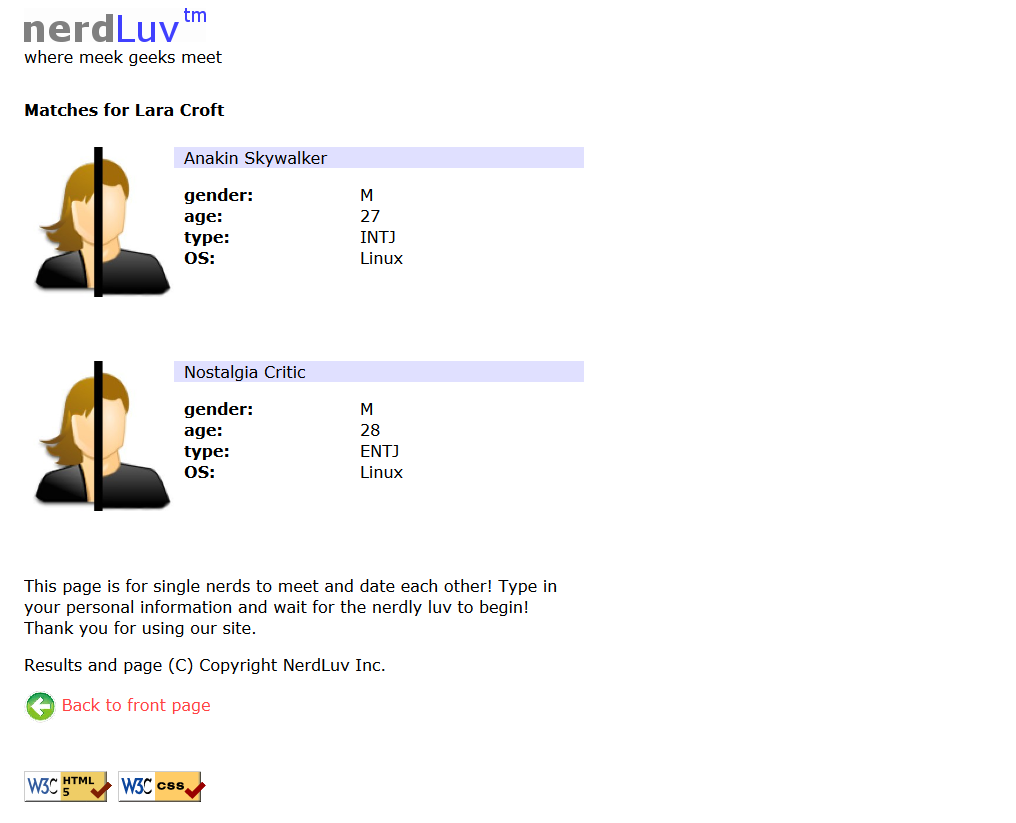 nerdLuv™
where meek geeks meet
Matches for Lara Croft
Anakin Skywalker
gender: M
age: 27
type: INTJ
OS: Linux
Nostalgia Critic
gender: M
age: 28
type: ENTJ
OS: Linux
This page is for single nerds to meet and date each other! Type in
your personal information and wait for the nerdly luv to begin!
Thank you for using our site.
Results and page (C) Copyright NerdLuv Inc.
Back to front page
W3C HTML 5 W3C css